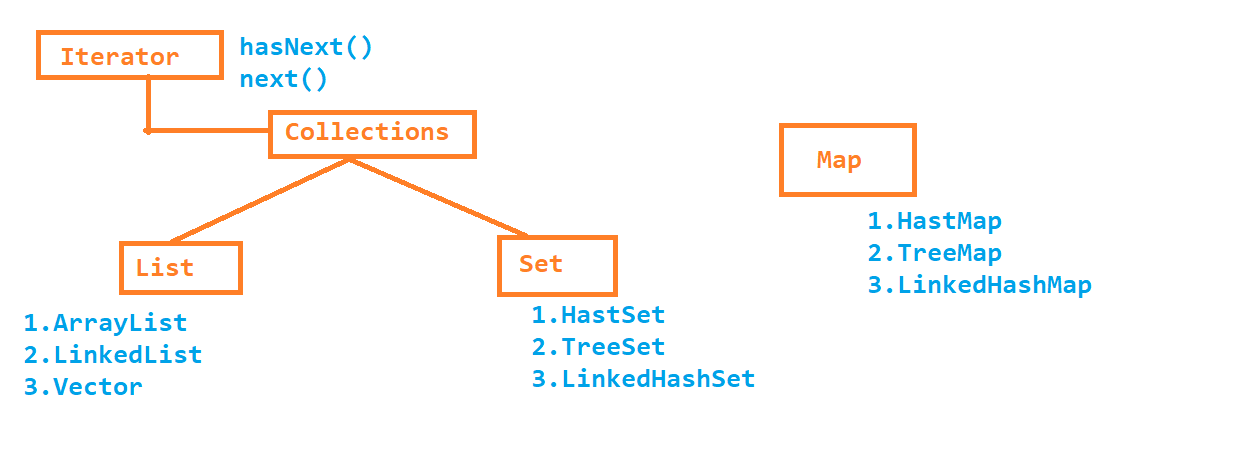 Iterator
hasNext()
next()
Collections
Map
1.HastMap
2.TreeMap
3.LinkedHashMap
List
1.ArrayList
2.LinkedList
3.Vector
Set
1.HastSet
2.TreeSet
3.LinkedHashSet